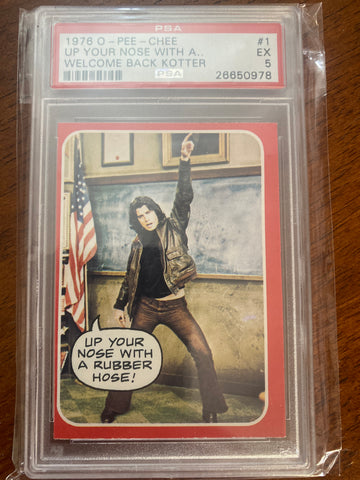 PSA
1976 O-PEE-CHEE #1
UP YOUR NOSE WITH A.. EX
WELCOME BACK KOTTER 5
PSA 26650978
UP YOUR
NOSE WITH
A RUBBER
HOSE!